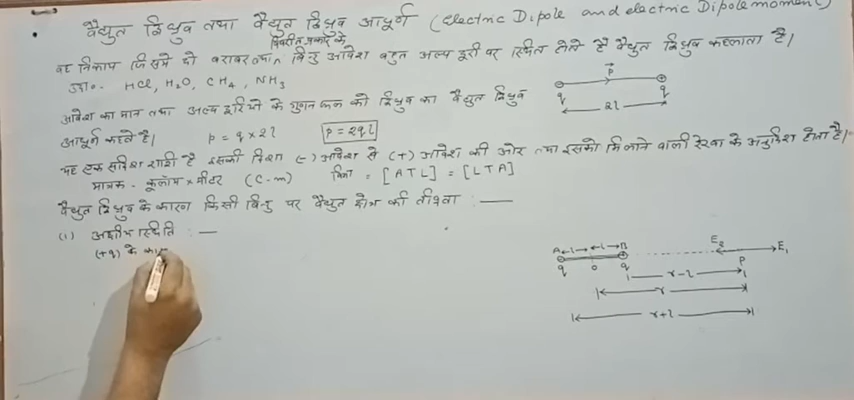 वैद्युत द्विध्रुव तथा वैद्युत द्विध्रुव आघूर्ण (Electric Dipole and electric Dipole moment)
विपरीत प्रकार के
वह निकाय जिसमें दो बराबर तथा बिन्दु आवेश बहुत अल्प दूरी पर स्थित होते हैं वैद्युत द्विध्रुव कहलाता है।
उदा०- HCl, H₂O, CH₄, NH₃
आवेश का मान तथा अल्प दूरियों के गुणनफल को द्विध्रुव का वैद्युत द्विध्रुव
आघूर्ण कहते है। p = q × 2l p = 2ql
p
q q
2l
यह एक सदिश राशि है इसकी दिशा (-) आवेश से (+) आवेश की ओर तथा इसको मिलाने वाली रेखा के अनुदिश होता है।
मात्रक - कूलॉम × मीटर (C-m) विमा = [ATL] = [LTA]
वैद्युत द्विध्रुव के कारण किसी बिन्दु पर वैद्युत क्षेत्र की तीव्रता :—
(1) अक्षीय स्थिति :—
(+q) के का
A l l B E₂ E₁
q o q P
r-l
r
r+l